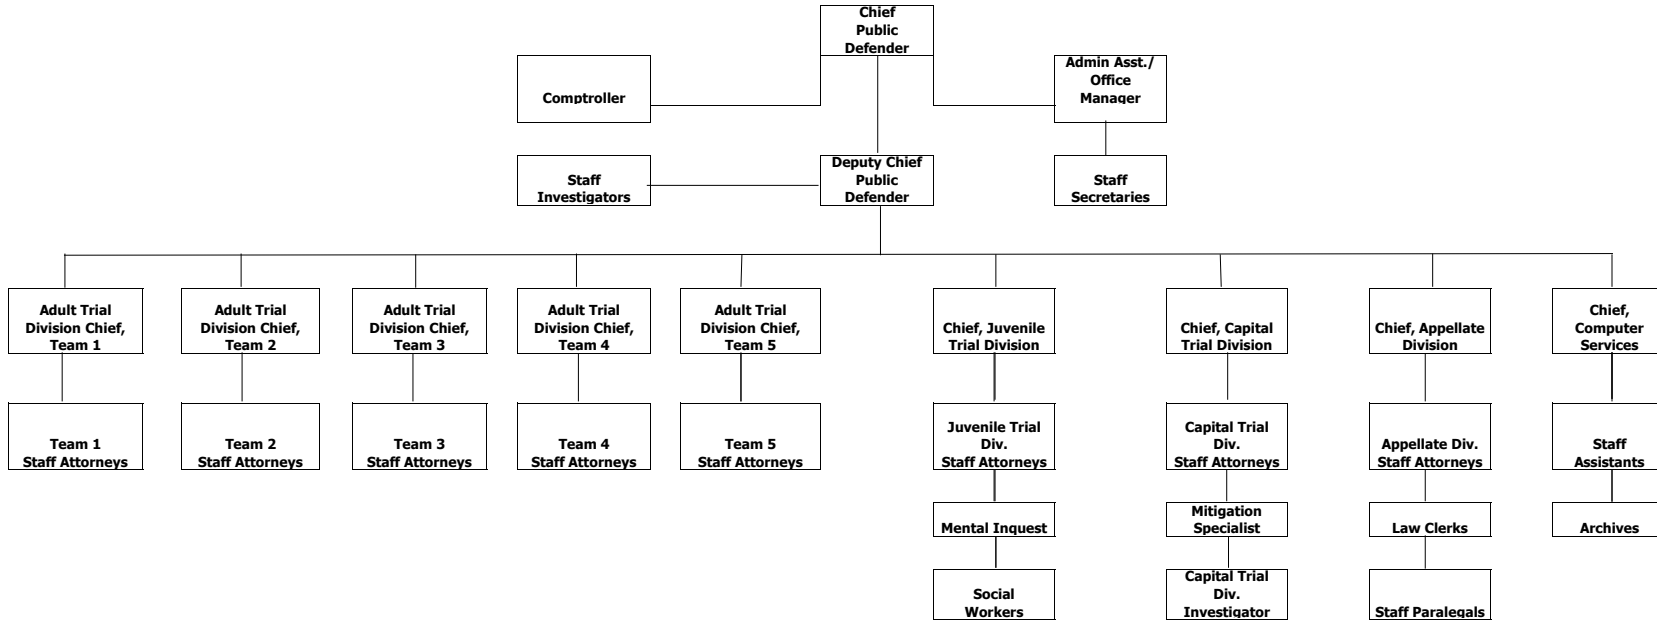 Chief
Public
Defender
Comptroller
Admin Asst./
Office
Manager
Staff
Investigators
Deputy Chief
Public
Defender
Staff
Secretaries
Adult Trial
Division Chief,
Team 1
Adult Trial
Division Chief,
Team 2
Adult Trial
Division Chief,
Team 3
Adult Trial
Division Chief,
Team 4
Adult Trial
Division Chief,
Team 5
Chief, Juvenile
Trial Division
Chief, Capital
Trial Division
Chief, Appellate
Division
Chief,
Computer
Services
Team 1
Staff Attorneys
Team 2
Staff Attorneys
Team 3
Staff Attorneys
Team 4
Staff Attorneys
Team 5
Staff Attorneys
Juvenile Trial
Div.
Staff Attorneys
Capital Trial
Div.
Staff Attorneys
Appellate Div.
Staff Attorneys
Staff
Assistants
Mental Inquest
Mitigation
Specialist
Law Clerks
Archives
Social
Workers
Capital Trial
Div.
Investigator
Staff Paralegals